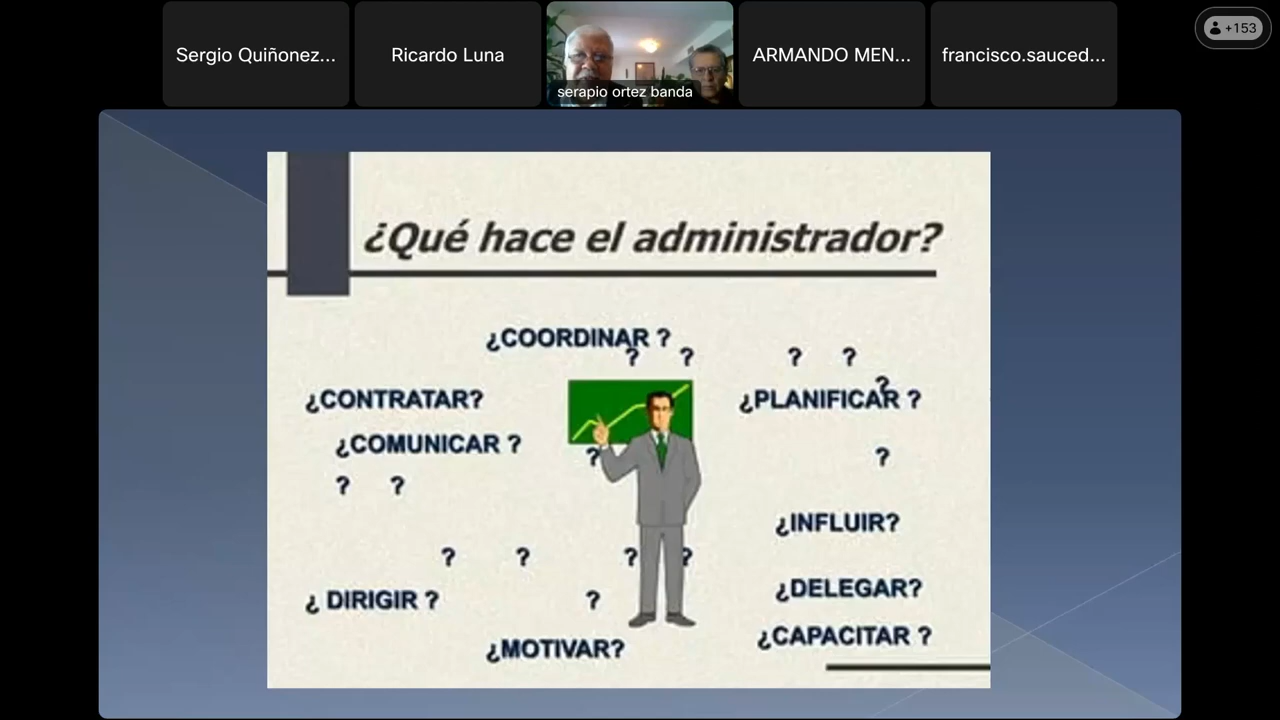 Sergio Quiñonez...
Ricardo Luna
serapio ortez banda
ARMANDO MEN...
francisco.sauced...
+153
¿Qué hace el administrador?
¿COORDINAR ?
? ? ? ?
?
¿CONTRATAR?
¿PLANIFICAR ?
¿COMUNICAR ?
? ?
? ?
¿INFLUIR?
? ? ? ?
¿DELEGAR?
¿ DIRIGIR ?
?
¿CAPACITAR ?
¿MOTIVAR?